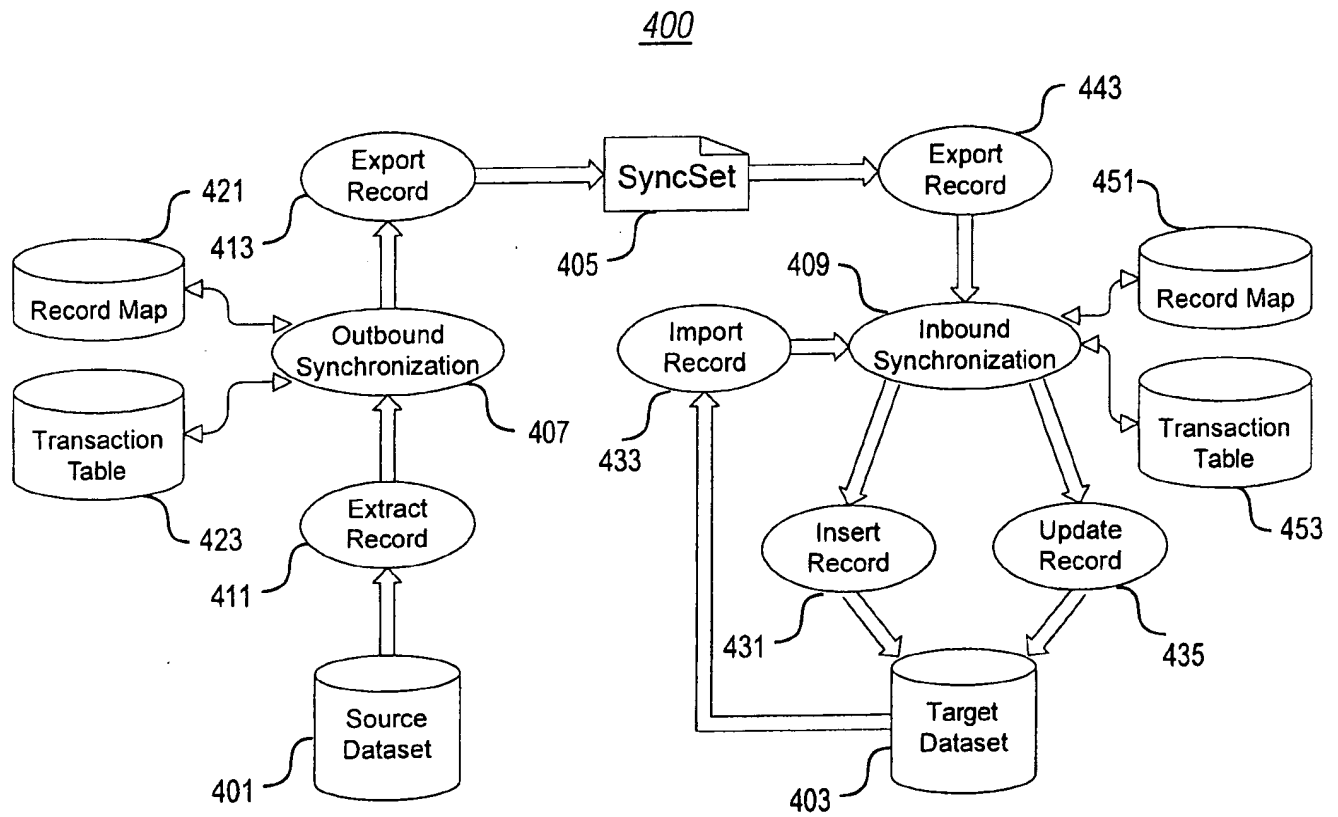 400
443
Export
Record
SyncSet
Export
Record
421
451
413
405
409
Record Map
Record Map
Outbound
Synchronization
Import
Record
Inbound
Synchronization
Transaction
Table
407
433
Transaction
Table
423
Extract
Record
Insert
Record
Update
Record
453
411
431
435
Source
Dataset
Target
Dataset
401
403